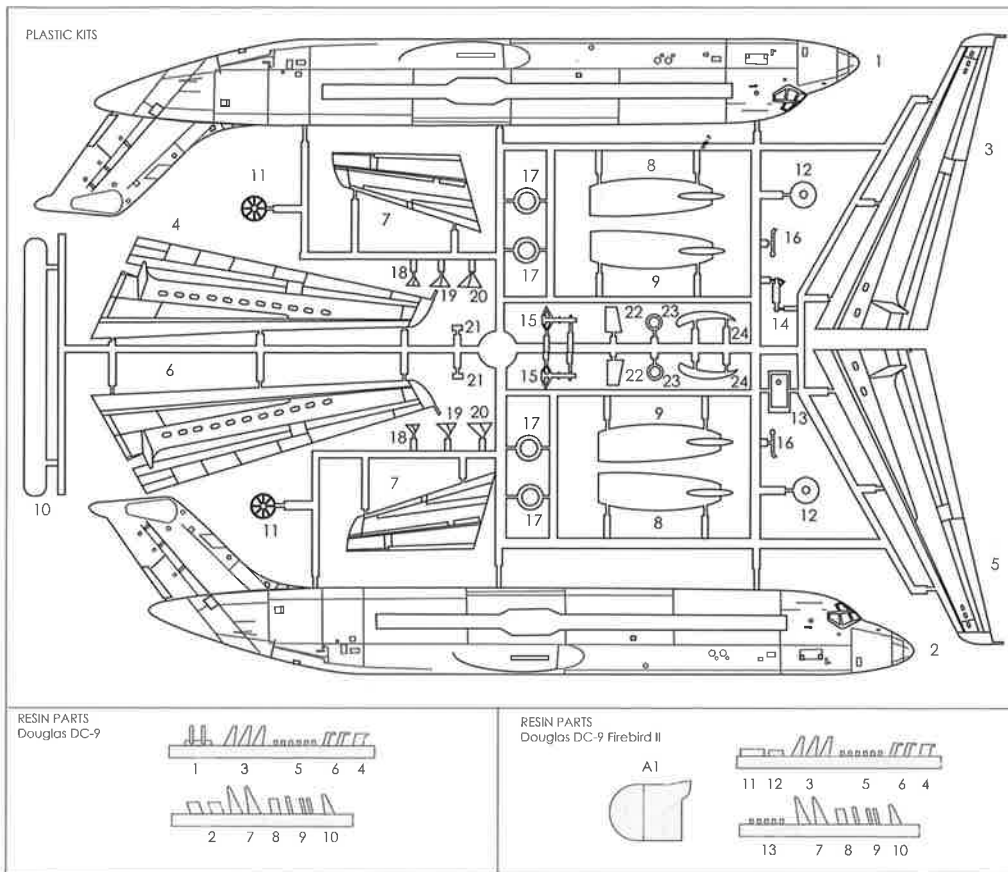 PLASTIC KITS
1
3
11
7
17
8
12
4
16
17
9
18 19 20
14
21
15
22 23 24
6
21
15
22 23 24
13
18 19 20
17
9
16
7
10
11
17
8
12
5
2
RESIN PARTS
Douglas DC-9
1 3 5 6 4
2 7 8 9 10
RESIN PARTS
Douglas DC-9 Firebird II
A1
11 12 3 5 6 4
13 7 8 9 10